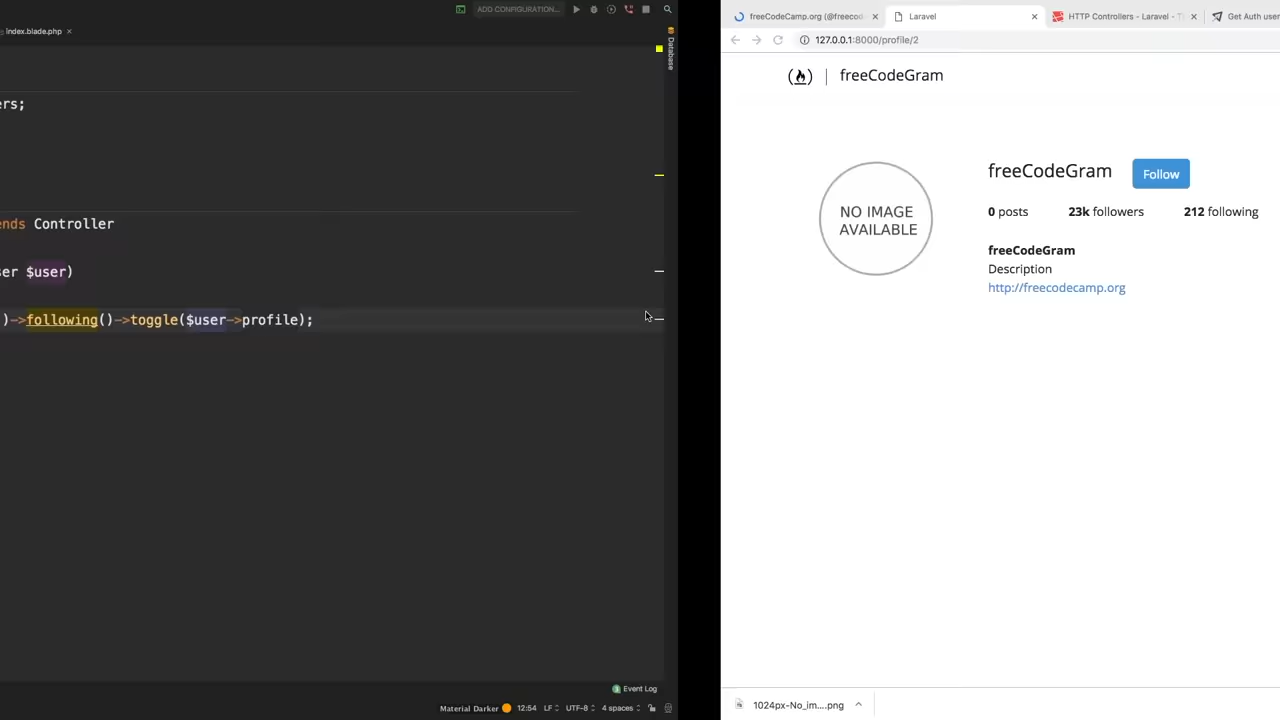 ADD CONFIGURATION...
index.blade.php
Database
ers;
ends Controller
ser $user)
)->following()->toggle($user->profile);
Event Log
Material Darker
12:54
LF
UTF-8
4 spaces
freeCodeCamp.org (@freecod
Laravel
HTTP Controllers - Laravel - T
Get Auth user
127.0.0.1:8000/profile/2
freeCodeGram
NO IMAGE
AVAILABLE
freeCodeGram
Follow
0 posts
23k followers
212 following
freeCodeGram
Description
http://freecodecamp.org
1024px-No_im....png